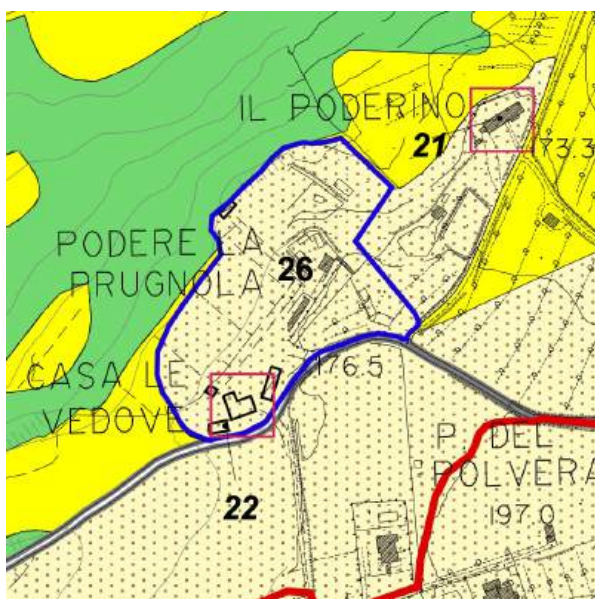 IL PODERINO
21
173.3
PODERE LA
PRUGNOLA
26
CASA LE
VEDOVE
176.5
22
P. DEL
POLVERA
197.0